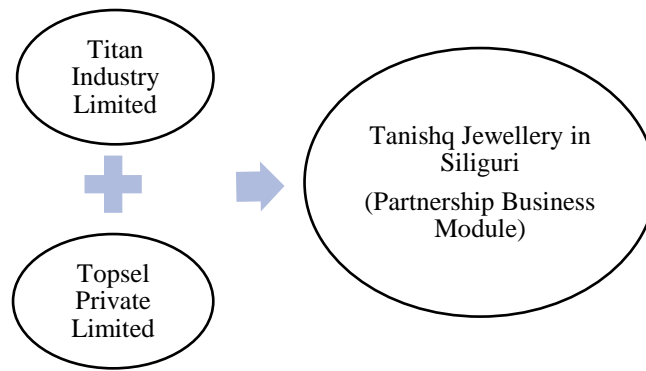 Titan
Industry
Limited
Topsel
Private
Limited
Tanishq Jewellery in
Siliguri
(Partnership Business
Module)